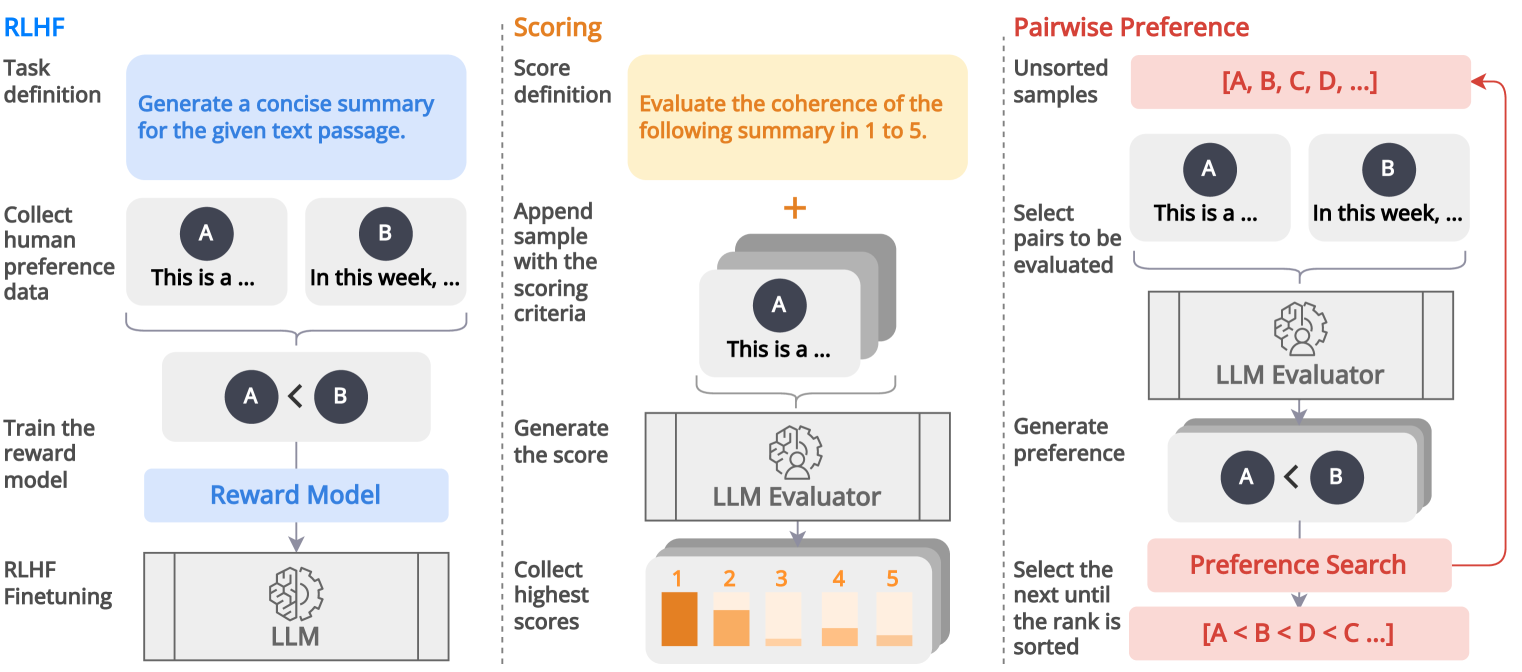 RLHF
Task
definition
Generate a concise summary
for the given text passage.
Collect
human
preference
data
A
This is a ...
B
In this week, ...
A < B
Train the
reward
model
Reward Model
RLHF
Finetuning
LLM
Scoring
Score
definition
Evaluate the coherence of the
following summary in 1 to 5.
+
Append
sample
with the
scoring
criteria
A
This is a ...
Generate
the score
LLM Evaluator
Collect
highest
scores
1 2 3 4 5
Pairwise Preference
Unsorted
samples
[A, B, C, D, ...]
Select
pairs to be
evaluated
A
This is a ...
B
In this week, ...
LLM Evaluator
Generate
preference
A < B
Preference Search
Select the
next until
the rank is
sorted
[A < B < D < C ...]